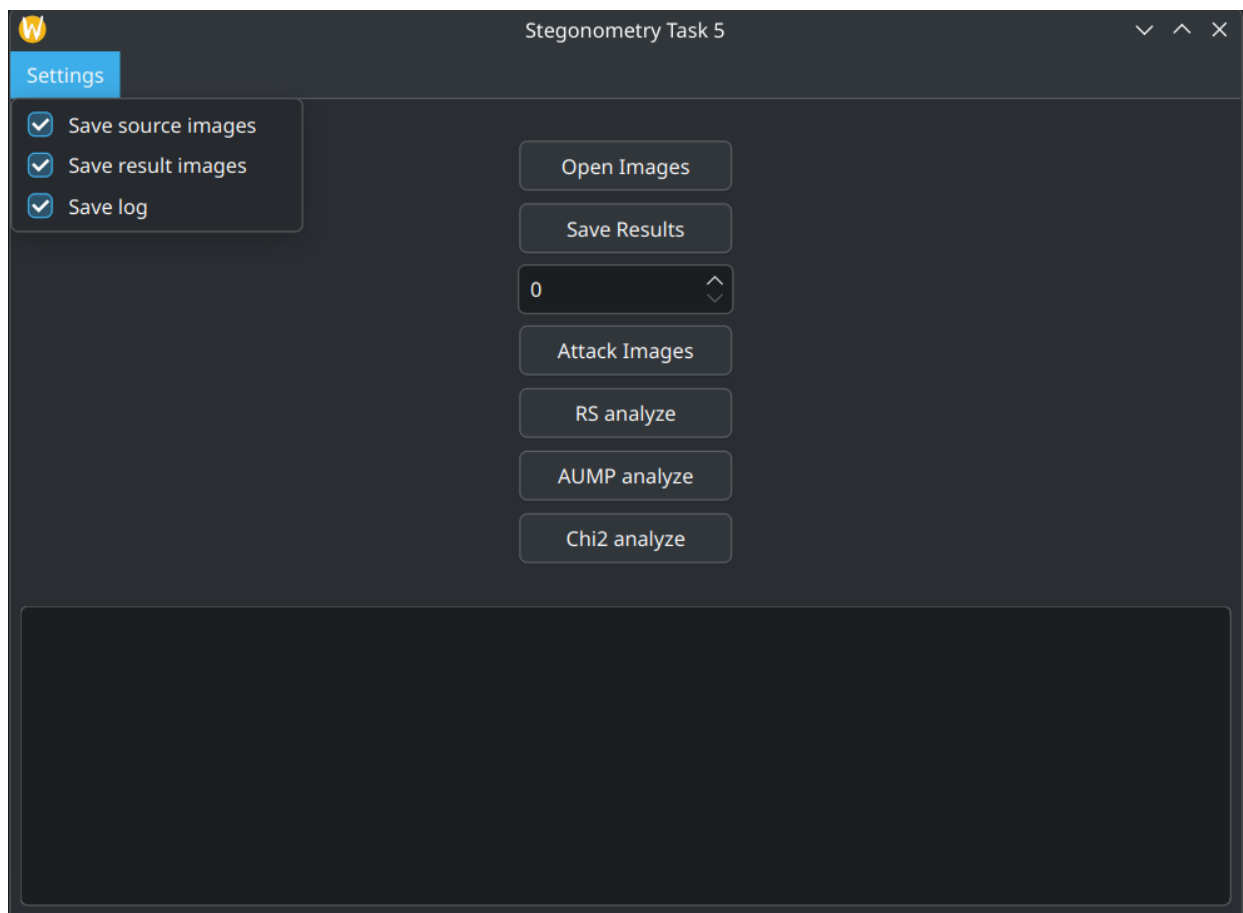 Stegonometry Task 5
Settings
Save source images
Save result images
Save log
Open Images
Save Results
0
Attack Images
RS analyze
AUMP analyze
Chi2 analyze